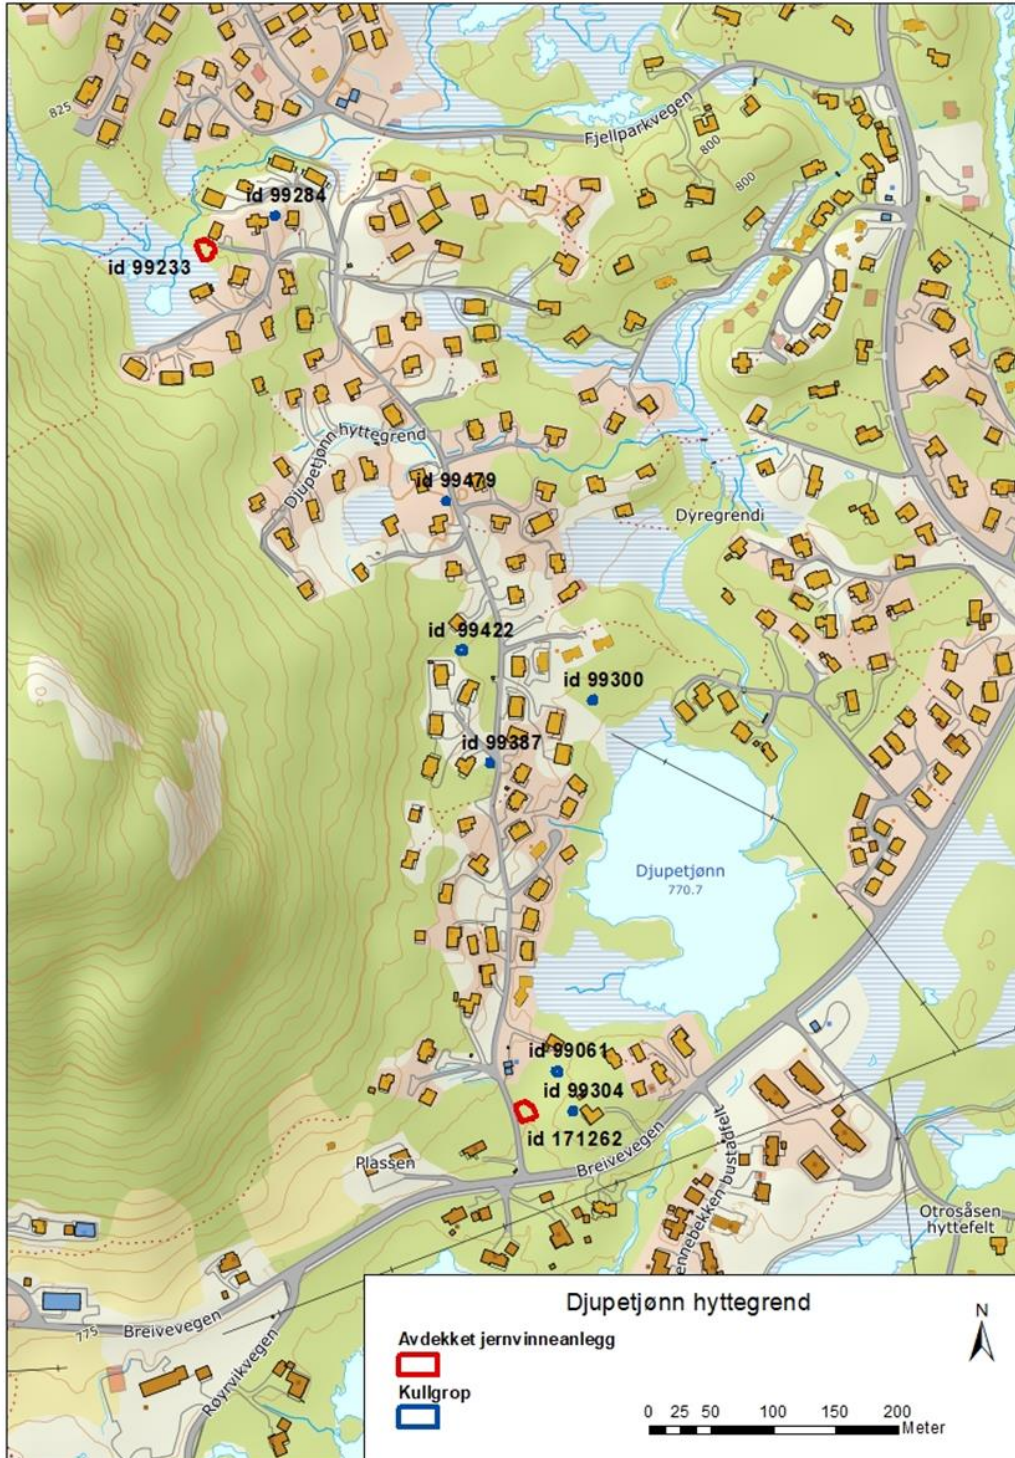 825
Fjellparkvegen
800
800
id 99284
id 99233
Djupetjønn hyttegrend
id 99479
Dyregrendi
id 99422
id 99300
id 99387
Djupetjønn
770.7
id 99061
id 99304
id 171262
Plassen
Breivevegen
ennebekken bustadfelt
Otrosåsen
hyttefelt
775
Breivevegen
Røyrvikvegen
Djupetjønn hyttegrend
Avdekket jernvinneanlegg
Kullgrop
N
0 25 50 100 150 200
Meter